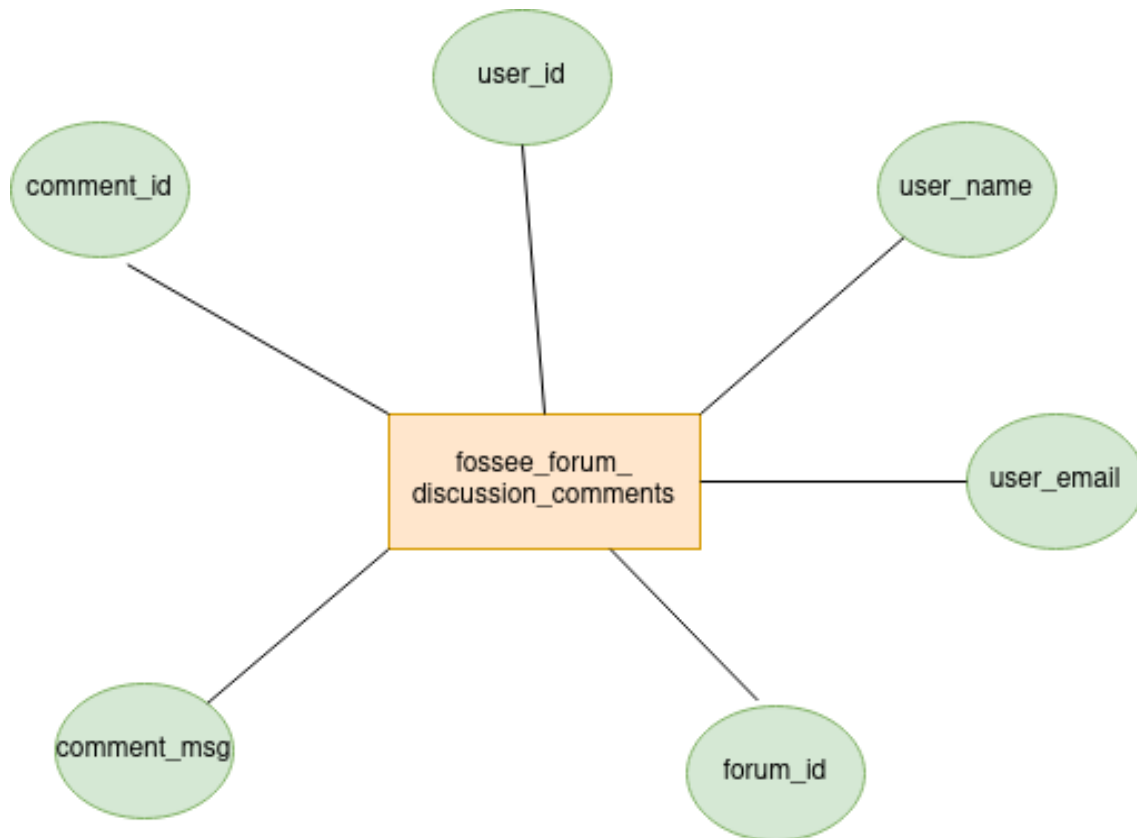 user_id
comment_id
user_name
fossee_forum_
discussion_comments
user_email
comment_msg
forum_id